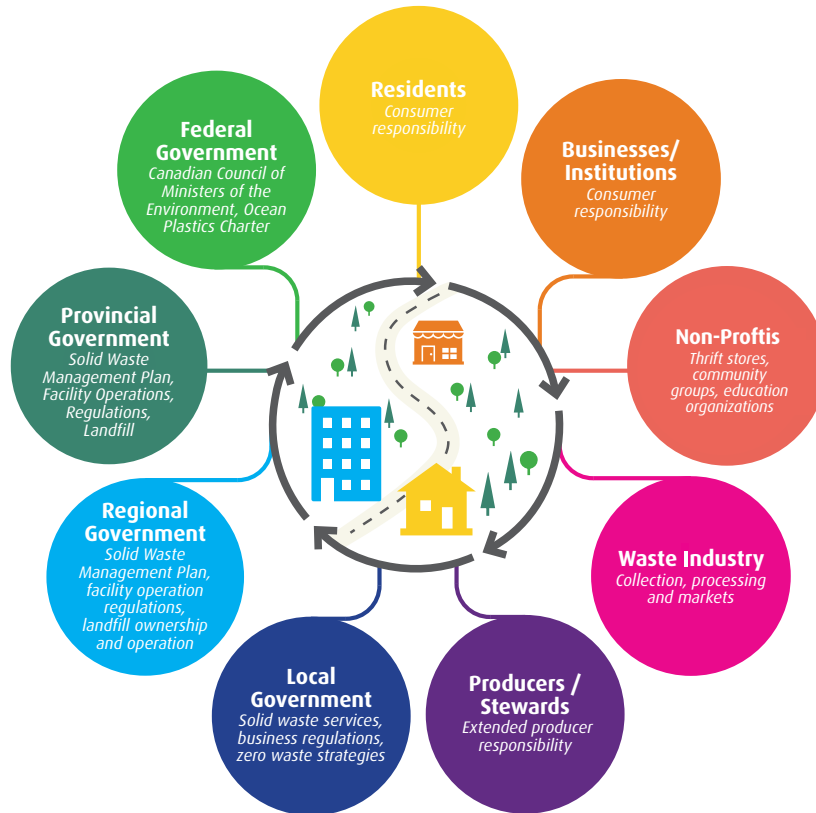 Residents
Consumer
responsibility
Businesses/
Institutions
Consumer
responsibility
Non-Proftis
Thrift stores,
community
groups, education
organizations
Waste Industry
Collection, processing
and markets
Producers /
Stewards
Extended producer
responsibility
Local
Government
Solid waste services,
business regulations,
zero waste strategies
Regional
Government
Solid Waste
Management Plan,
facility operation
regulations,
landfill ownership
and operation
Provincial
Government
Solid Waste
Management Plan,
Facility Operations,
Regulations,
Landfill
Federal
Government
Canadian Council of
Ministers of the
Environment, Ocean
Plastics Charter